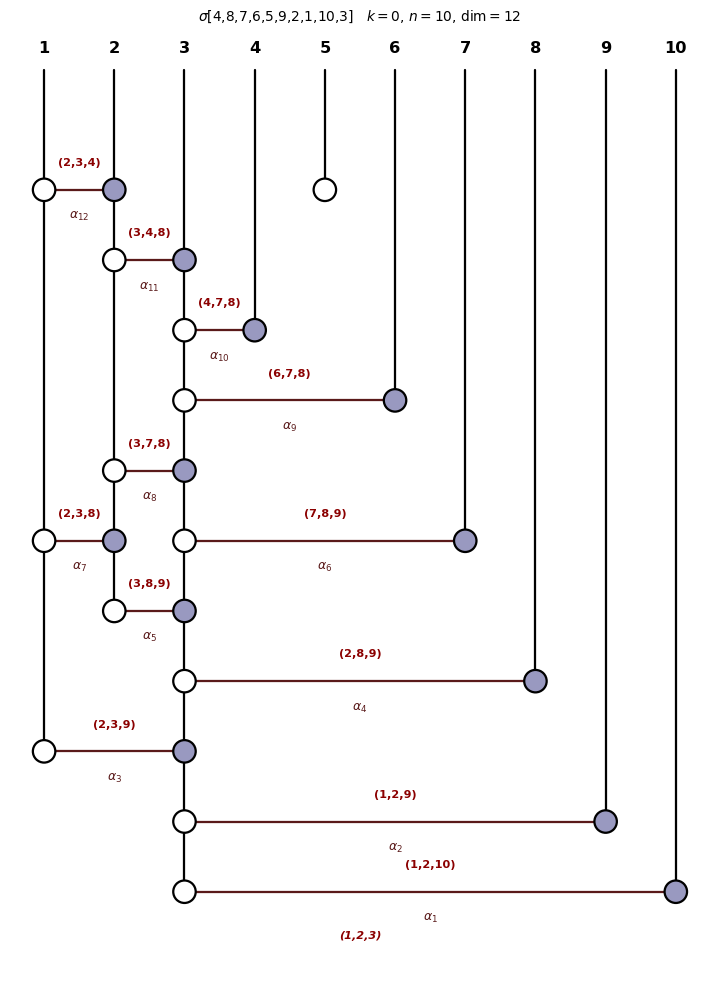 σ[4,8,7,6,5,9,2,1,10,3]   k = 0, n = 10, dim = 12
1 2 3 4 5 6 7 8 9 10
(2,3,4)
α₁₂
(3,4,8)
α₁₁
(4,7,8)
α₁₀
(6,7,8)
α₉
(3,7,8)
α₈
(2,3,8) (7,8,9)
α₇ α₆
(3,8,9)
α₅
(2,8,9)
α₄
(2,3,9)
α₃
(1,2,9)
α₂
(1,2,10)
α₁
(1,2,3)